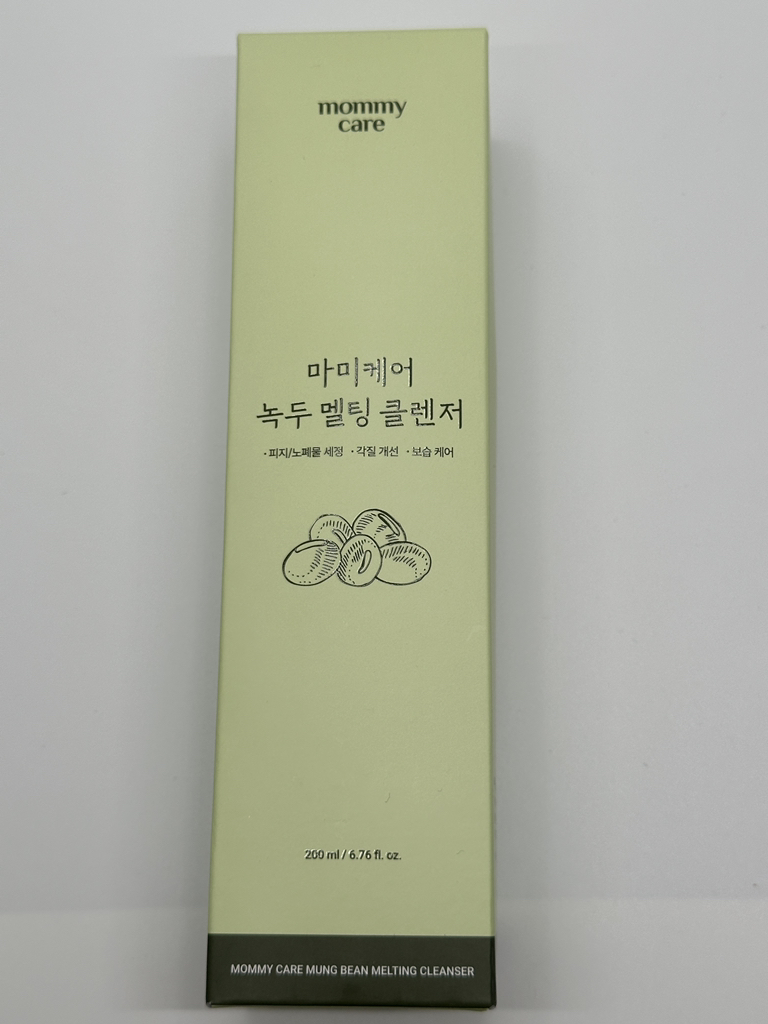 mommy
care
마미케어
녹두 멜팅 클렌저
·피지/노폐물 세정 ·각질 개선 ·보습 케어
200 ml / 6.76 fl. oz.
MOMMY CARE MUNG BEAN MELTING CLEANSER